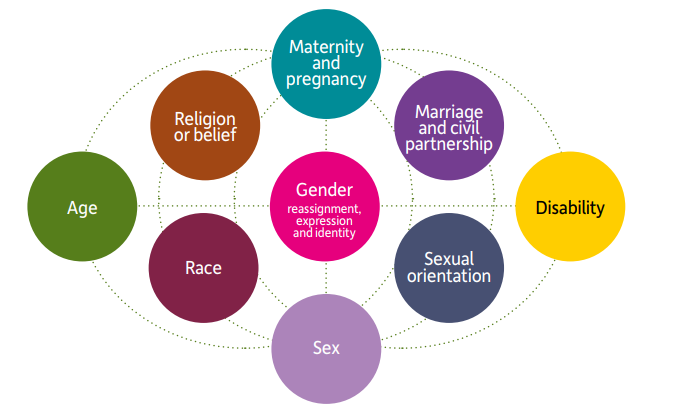 Maternity
and
pregnancy
Religion
or belief
Marriage
and civil
partnership
Age
Gender
reassignment,
expression
and identity
Disability
Race
Sexual
orientation
Sex